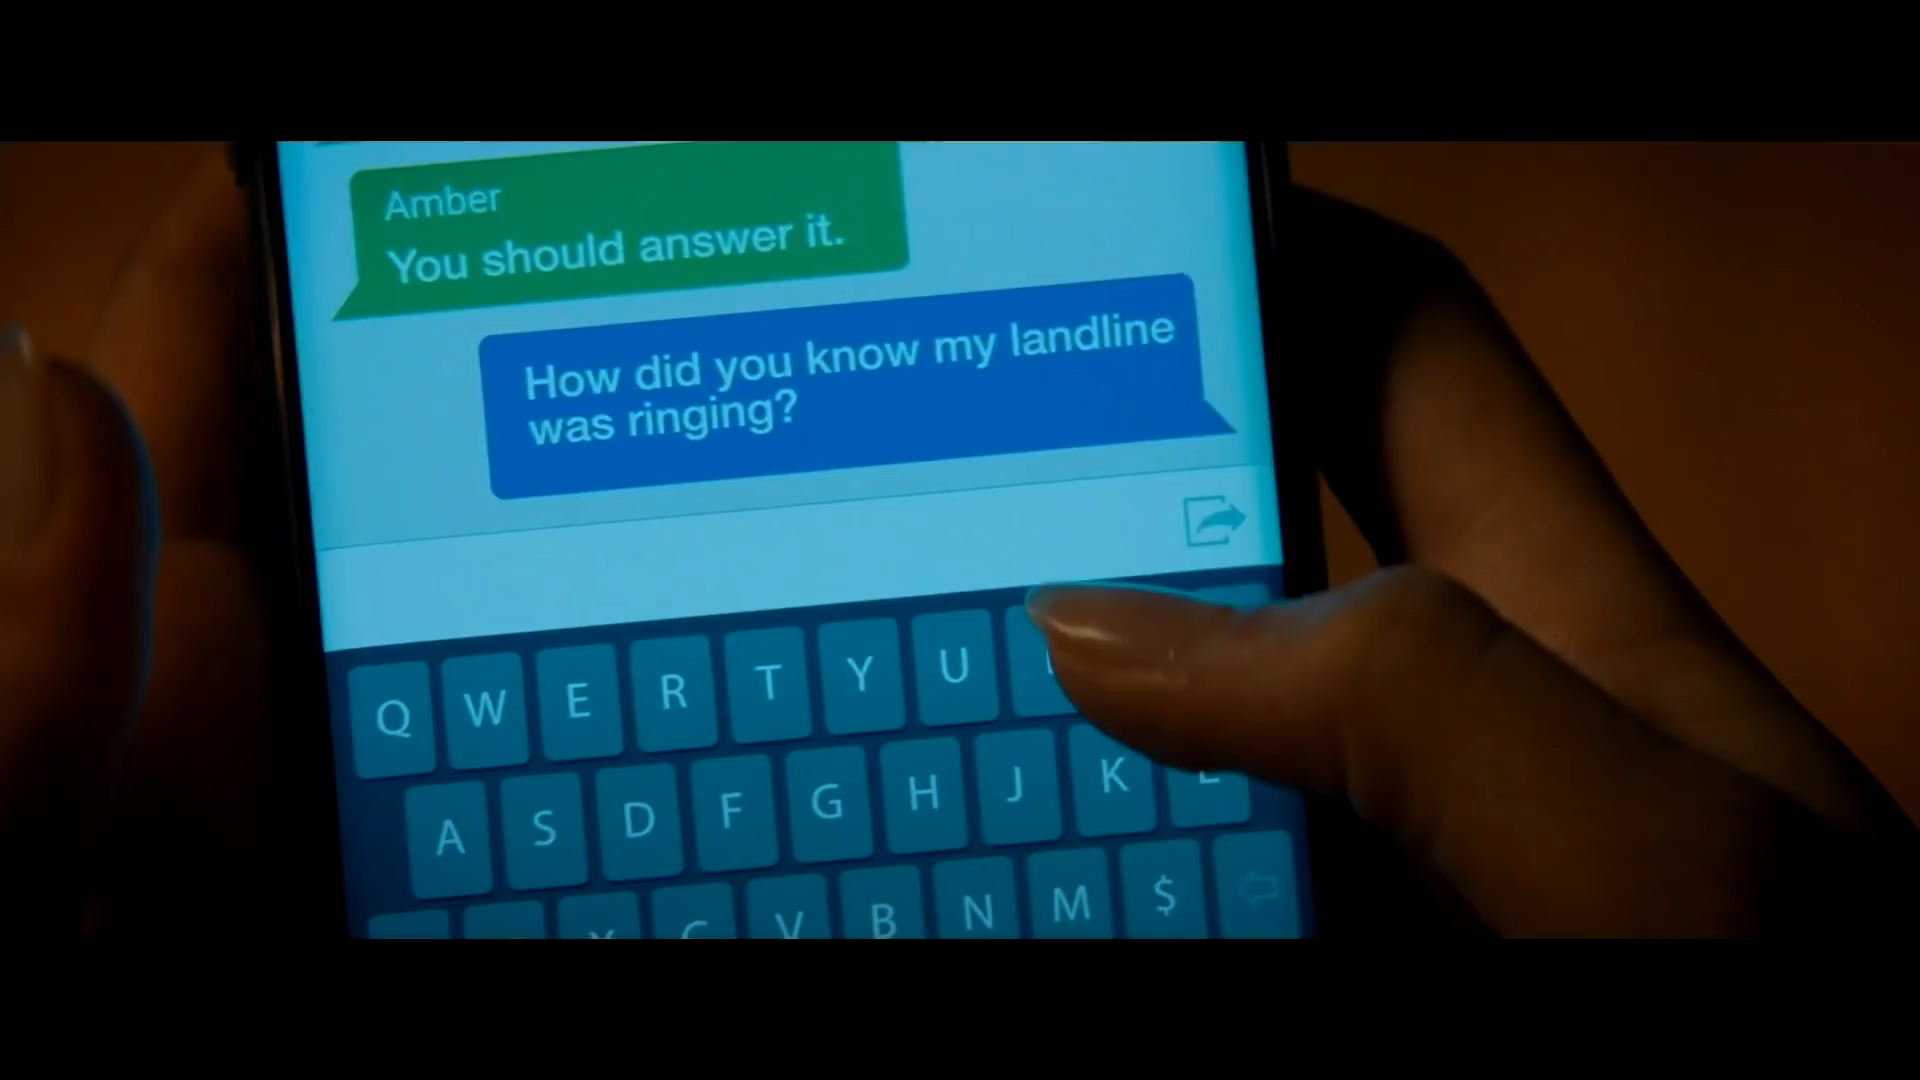 Amber
You should answer it.
How did you know my landline
was ringing?
Q W E R T Y U
A S D F G H J K L
C V B N M $